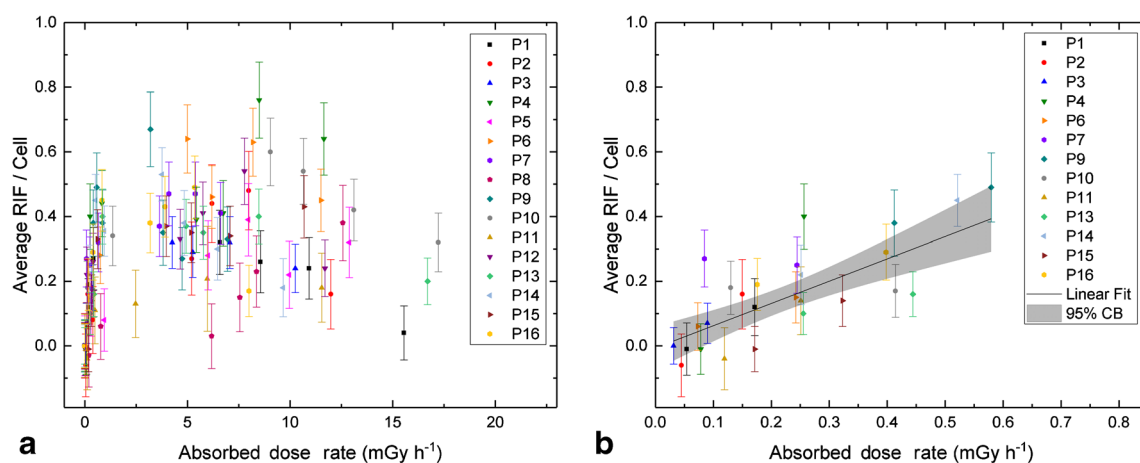 1.0
0.8
0.6
0.4
0.2
0.0
Average RIF / Cell
0
5
10
15
20
Absorbed dose rate (mGy h⁻¹)
P1
P2
P3
P4
P5
P6
P7
P8
P9
P10
P11
P12
P13
P14
P15
P16
a
1.0
0.8
0.6
0.4
0.2
0.0
Average RIF / Cell
0.0
0.1
0.2
0.3
0.4
0.5
0.6
0.7
0.8
Absorbed dose rate (mGy h⁻¹)
P1
P2
P3
P4
P6
P7
P9
P10
P11
P13
P14
P15
P16
Linear Fit
95% CB
b